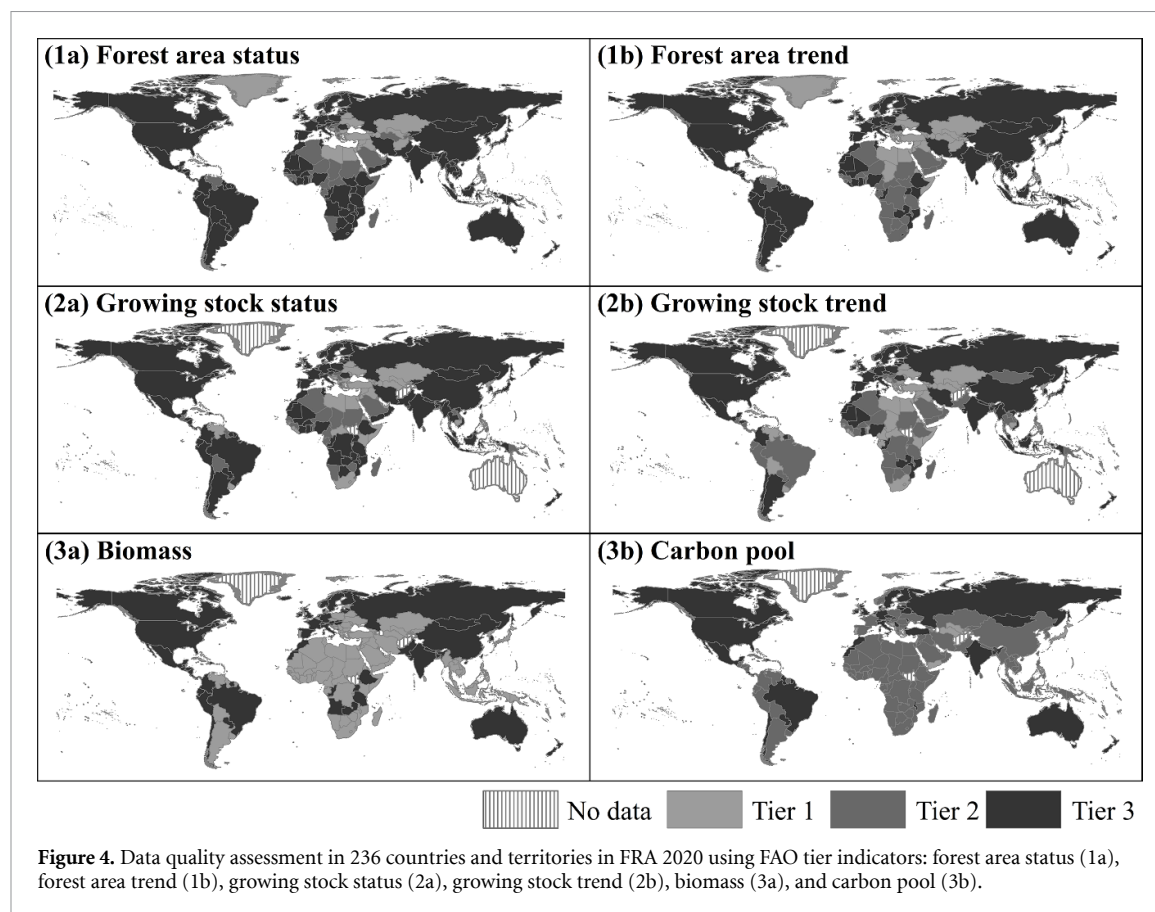 (1a) Forest area status
(1b) Forest area trend
(2a) Growing stock status
(2b) Growing stock trend
(3a) Biomass
(3b) Carbon pool
No data
Tier 1
Tier 2
Tier 3
Figure 4. Data quality assessment in 236 countries and territories in FRA 2020 using FAO tier indicators: forest area status (1a),
forest area trend (1b), growing stock status (2a), growing stock trend (2b), biomass (3a), and carbon pool (3b).